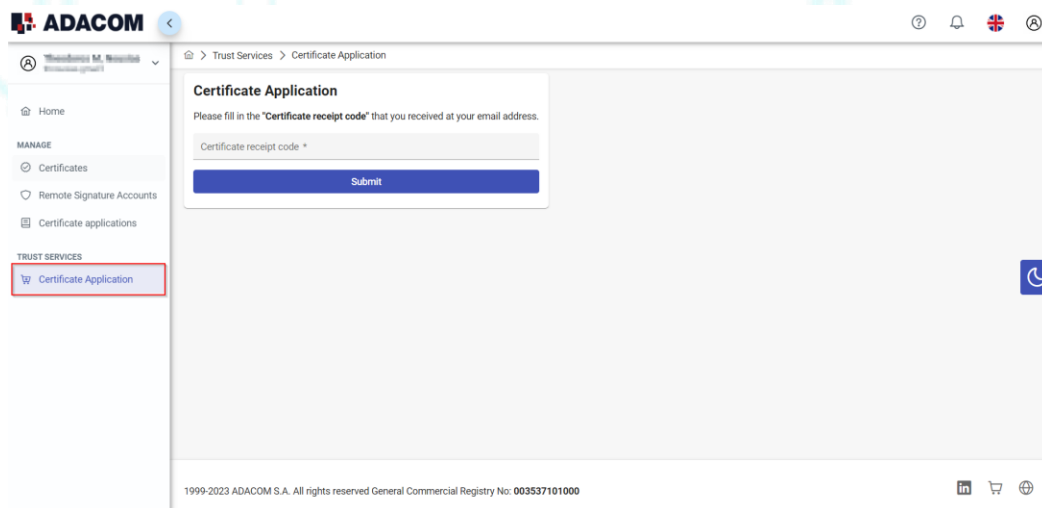 ADACOM
Trust Services > Certificate Application
Home
MANAGE
Certificates
Remote Signature Accounts
Certificate applications
TRUST SERVICES
Certificate Application
Certificate Application
Please fill in the "Certificate receipt code" that you received at your email address.
Certificate receipt code *
Submit
1999-2023 ADACOM S.A. All rights reserved General Commercial Registry No: 003537101000
in